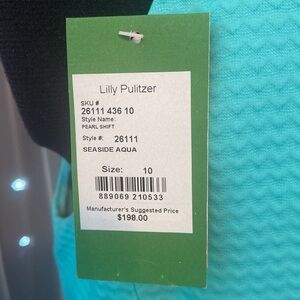 Lilly Pulitzer
SKU #
26111 436 10
Style Name:
PEARL SHIFT
Style #: 26111
SEASIDE AQUA
Size: 10
889069 210533
Manufacturer's Suggested Price
$198.00